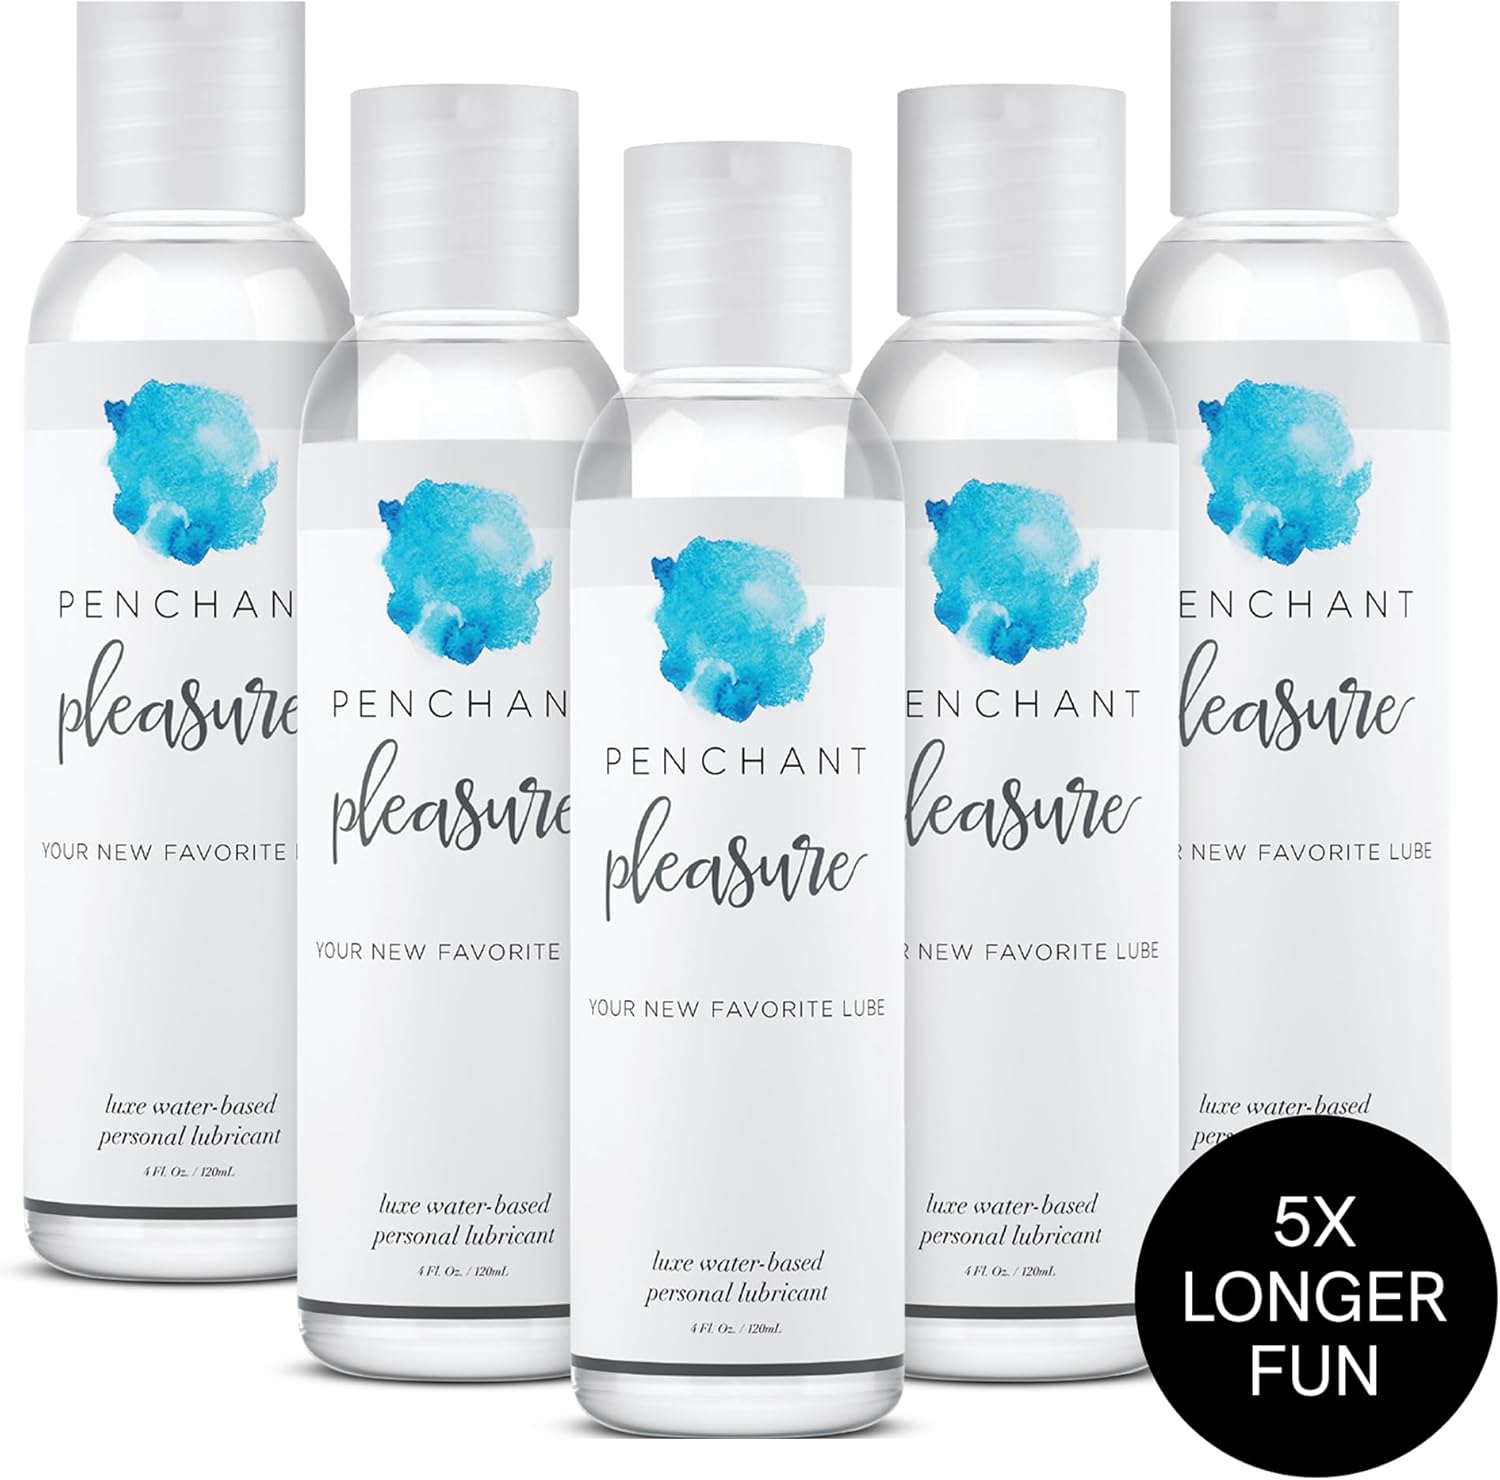 PENCHAN
pleasure
YOUR NEW FAVORITE
luxe water-based
personal lubricant
4 Fl. Oz. / 120mL
PENCHAN
pleasure
YOUR NEW FAVORITE
luxe water-based
personal lubricant
4 Fl. Oz. / 120mL
PENCHANT
pleasure
YOUR NEW FAVORITE LUBE
luxe water-based
personal lubricant
4 Fl. Oz. / 120mL
ENCHANT
leasure
NEW FAVORITE LUBE
luxe water-based
personal lubricant
4 Fl. Oz. / 120mL
ENCHANT
leasure
NEW FAVORITE LUBE
luxe water-based
5X
LONGER
FUN